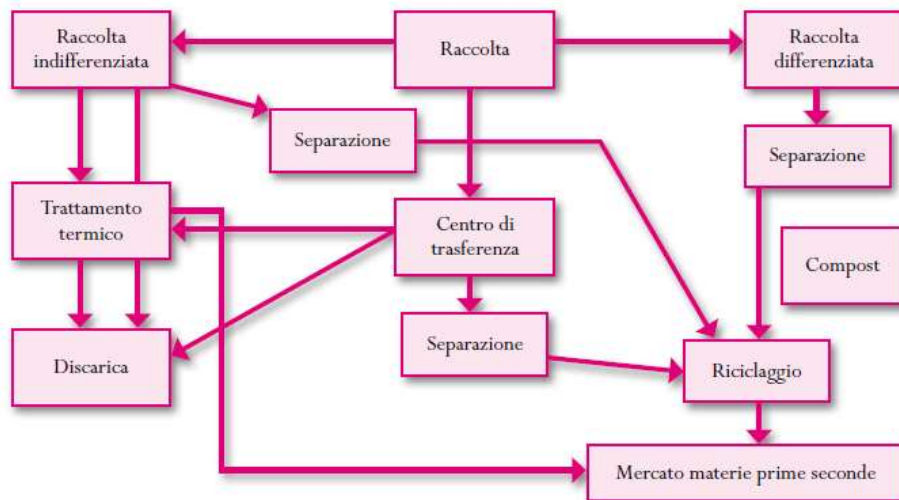 Raccolta
indifferenziata
Raccolta
Raccolta
differenziata
Separazione
Separazione
Trattamento
termico
Centro di
trasferenza
Compost
Discarica
Separazione
Riciclaggio
Mercato materie prime seconde